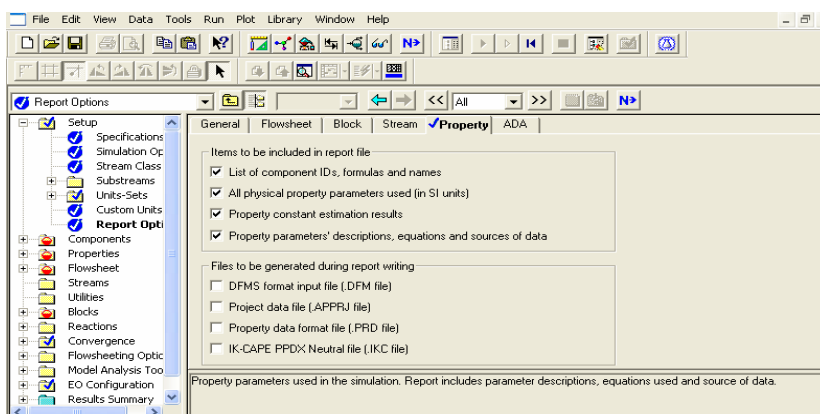 File Edit View Data Tools Run Plot Library Window Help
N»
Report Options
<< All >> N»
Setup
Specifications
Simulation Op
Stream Class
Substreams
Units-Sets
Custom Units
Report Opti
Components
Properties
Flowsheet
Streams
Utilities
Blocks
Reactions
Convergence
Flowsheeting Optic
Model Analysis Too
EO Configuration
Results Summary
General Flowsheet Block Stream Property ADA
Items to be included in report file
List of component IDs, formulas and names
All physical property parameters used (in SI units)
Property constant estimation results
Property parameters' descriptions, equations and sources of data
Files to be generated during report writing
DFMS format input file (.DFM file)
Project data file (.APPRJ file)
Property data format file (.PRD file)
IK-CAPE PPDX Neutral file (.IKC file)
Property parameters used in the simulation. Report includes parameter descriptions, equations used and source of data.